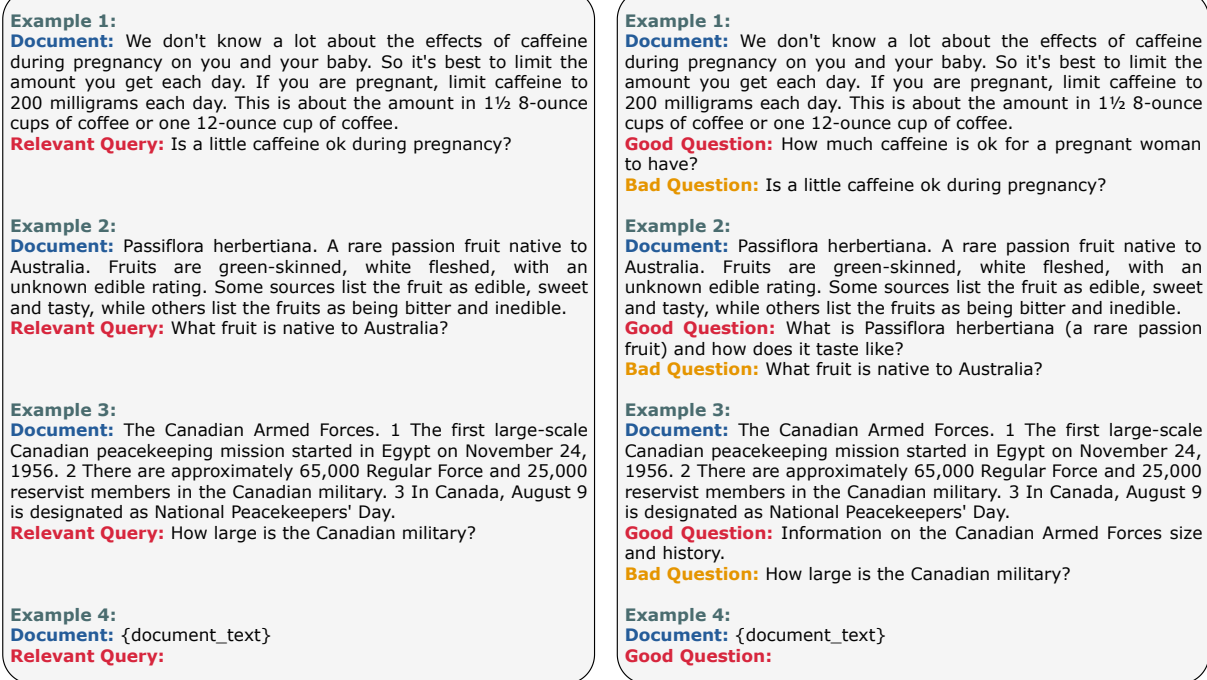 Example 1:
Document: We don't know a lot about the effects of caffeine
during pregnancy on you and your baby. So it's best to limit the
amount you get each day. If you are pregnant, limit caffeine to
200 milligrams each day. This is about the amount in 1½ 8-ounce
cups of coffee or one 12-ounce cup of coffee.
Relevant Query: Is a little caffeine ok during pregnancy?
Example 2:
Document: Passiflora herbertiana. A rare passion fruit native to
Australia. Fruits are green-skinned, white fleshed, with an
unknown edible rating. Some sources list the fruit as edible, sweet
and tasty, while others list the fruits as being bitter and inedible.
Relevant Query: What fruit is native to Australia?
Example 3:
Document: The Canadian Armed Forces. 1 The first large-scale
Canadian peacekeeping mission started in Egypt on November 24,
1956. 2 There are approximately 65,000 Regular Force and 25,000
reservist members in the Canadian military. 3 In Canada, August 9
is designated as National Peacekeepers' Day.
Relevant Query: How large is the Canadian military?
Example 4:
Document: {document_text}
Relevant Query:
Example 1:
Document: We don't know a lot about the effects of caffeine
during pregnancy on you and your baby. So it's best to limit the
amount you get each day. If you are pregnant, limit caffeine to
200 milligrams each day. This is about the amount in 1½ 8-ounce
cups of coffee or one 12-ounce cup of coffee.
Good Question: How much caffeine is ok for a pregnant woman
to have?
Bad Question: Is a little caffeine ok during pregnancy?
Example 2:
Document: Passiflora herbertiana. A rare passion fruit native to
Australia. Fruits are green-skinned, white fleshed, with an
unknown edible rating. Some sources list the fruit as edible, sweet
and tasty, while others list the fruits as being bitter and inedible.
Good Question: What is Passiflora herbertiana (a rare passion
fruit) and how does it taste like?
Bad Question: What fruit is native to Australia?
Example 3:
Document: The Canadian Armed Forces. 1 The first large-scale
Canadian peacekeeping mission started in Egypt on November 24,
1956. 2 There are approximately 65,000 Regular Force and 25,000
reservist members in the Canadian military. 3 In Canada, August 9
is designated as National Peacekeepers' Day.
Good Question: Information on the Canadian Armed Forces size
and history.
Bad Question: How large is the Canadian military?
Example 4:
Document: {document_text}
Good Question: